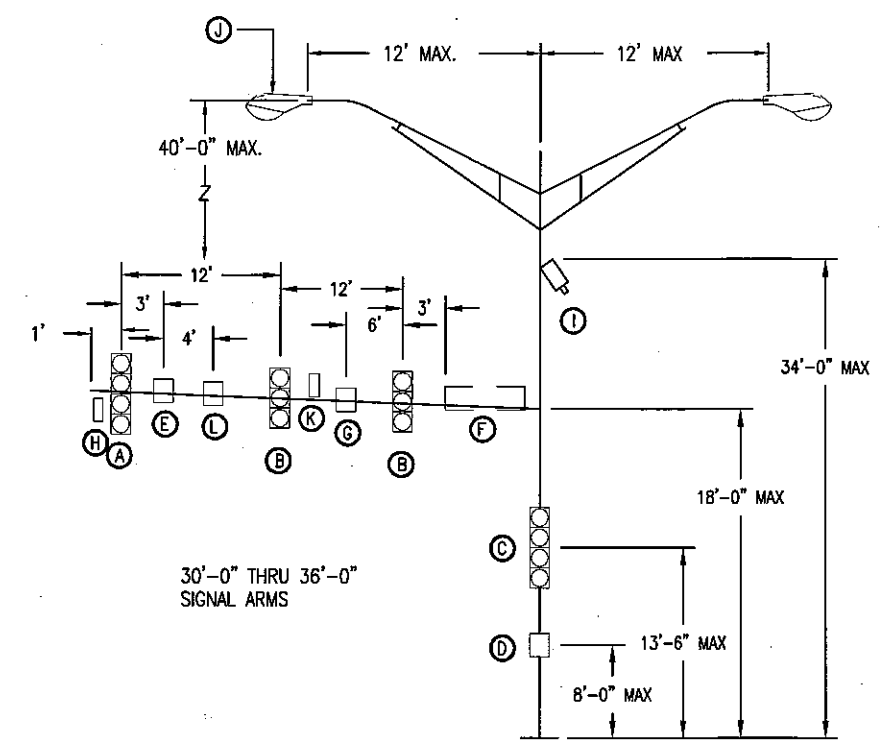 J
12' MAX.
12' MAX
40'-0" MAX.
Z
12'
12'
3'
6'
3'
1'
4'
I
34'-0" MAX
H
A
E
L
B
K
G
B
F
18'-0" MAX
C
30'-0" THRU 36'-0"
SIGNAL ARMS
D
13'-6" MAX
8'-0" MAX